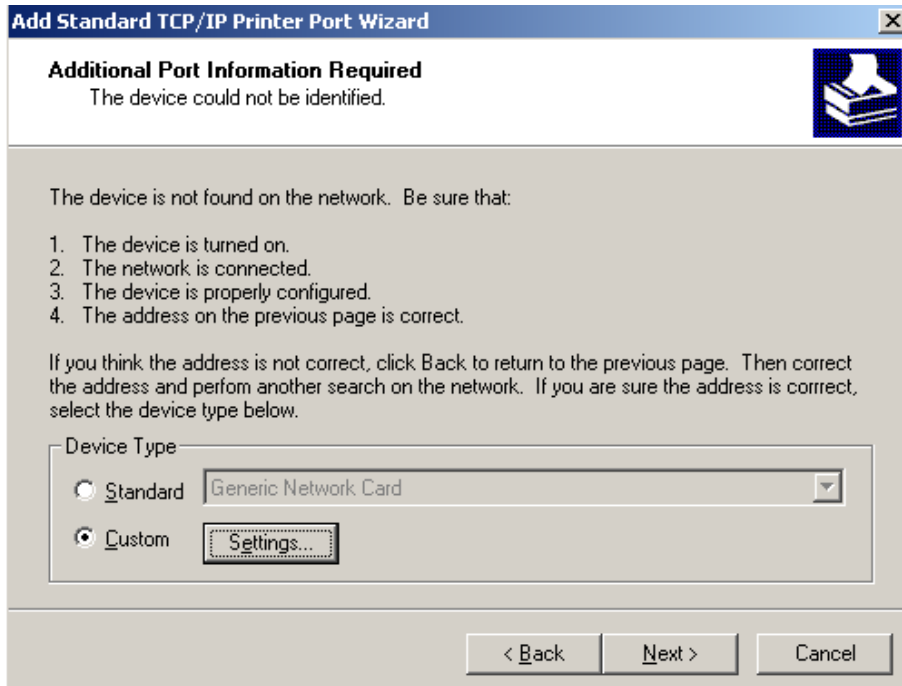 Add Standard TCP/IP Printer Port Wizard
Additional Port Information Required
The device could not be identified.
The device is not found on the network. Be sure that:
1. The device is turned on.
2. The network is connected.
3. The device is properly configured.
4. The address on the previous page is correct.
If you think the address is not correct, click Back to return to the previous page. Then correct
the address and perfom another search on the network. If you are sure the address is corrrect,
select the device type below.
Device Type
Standard Generic Network Card
Custom Settings...
< Back Next > Cancel